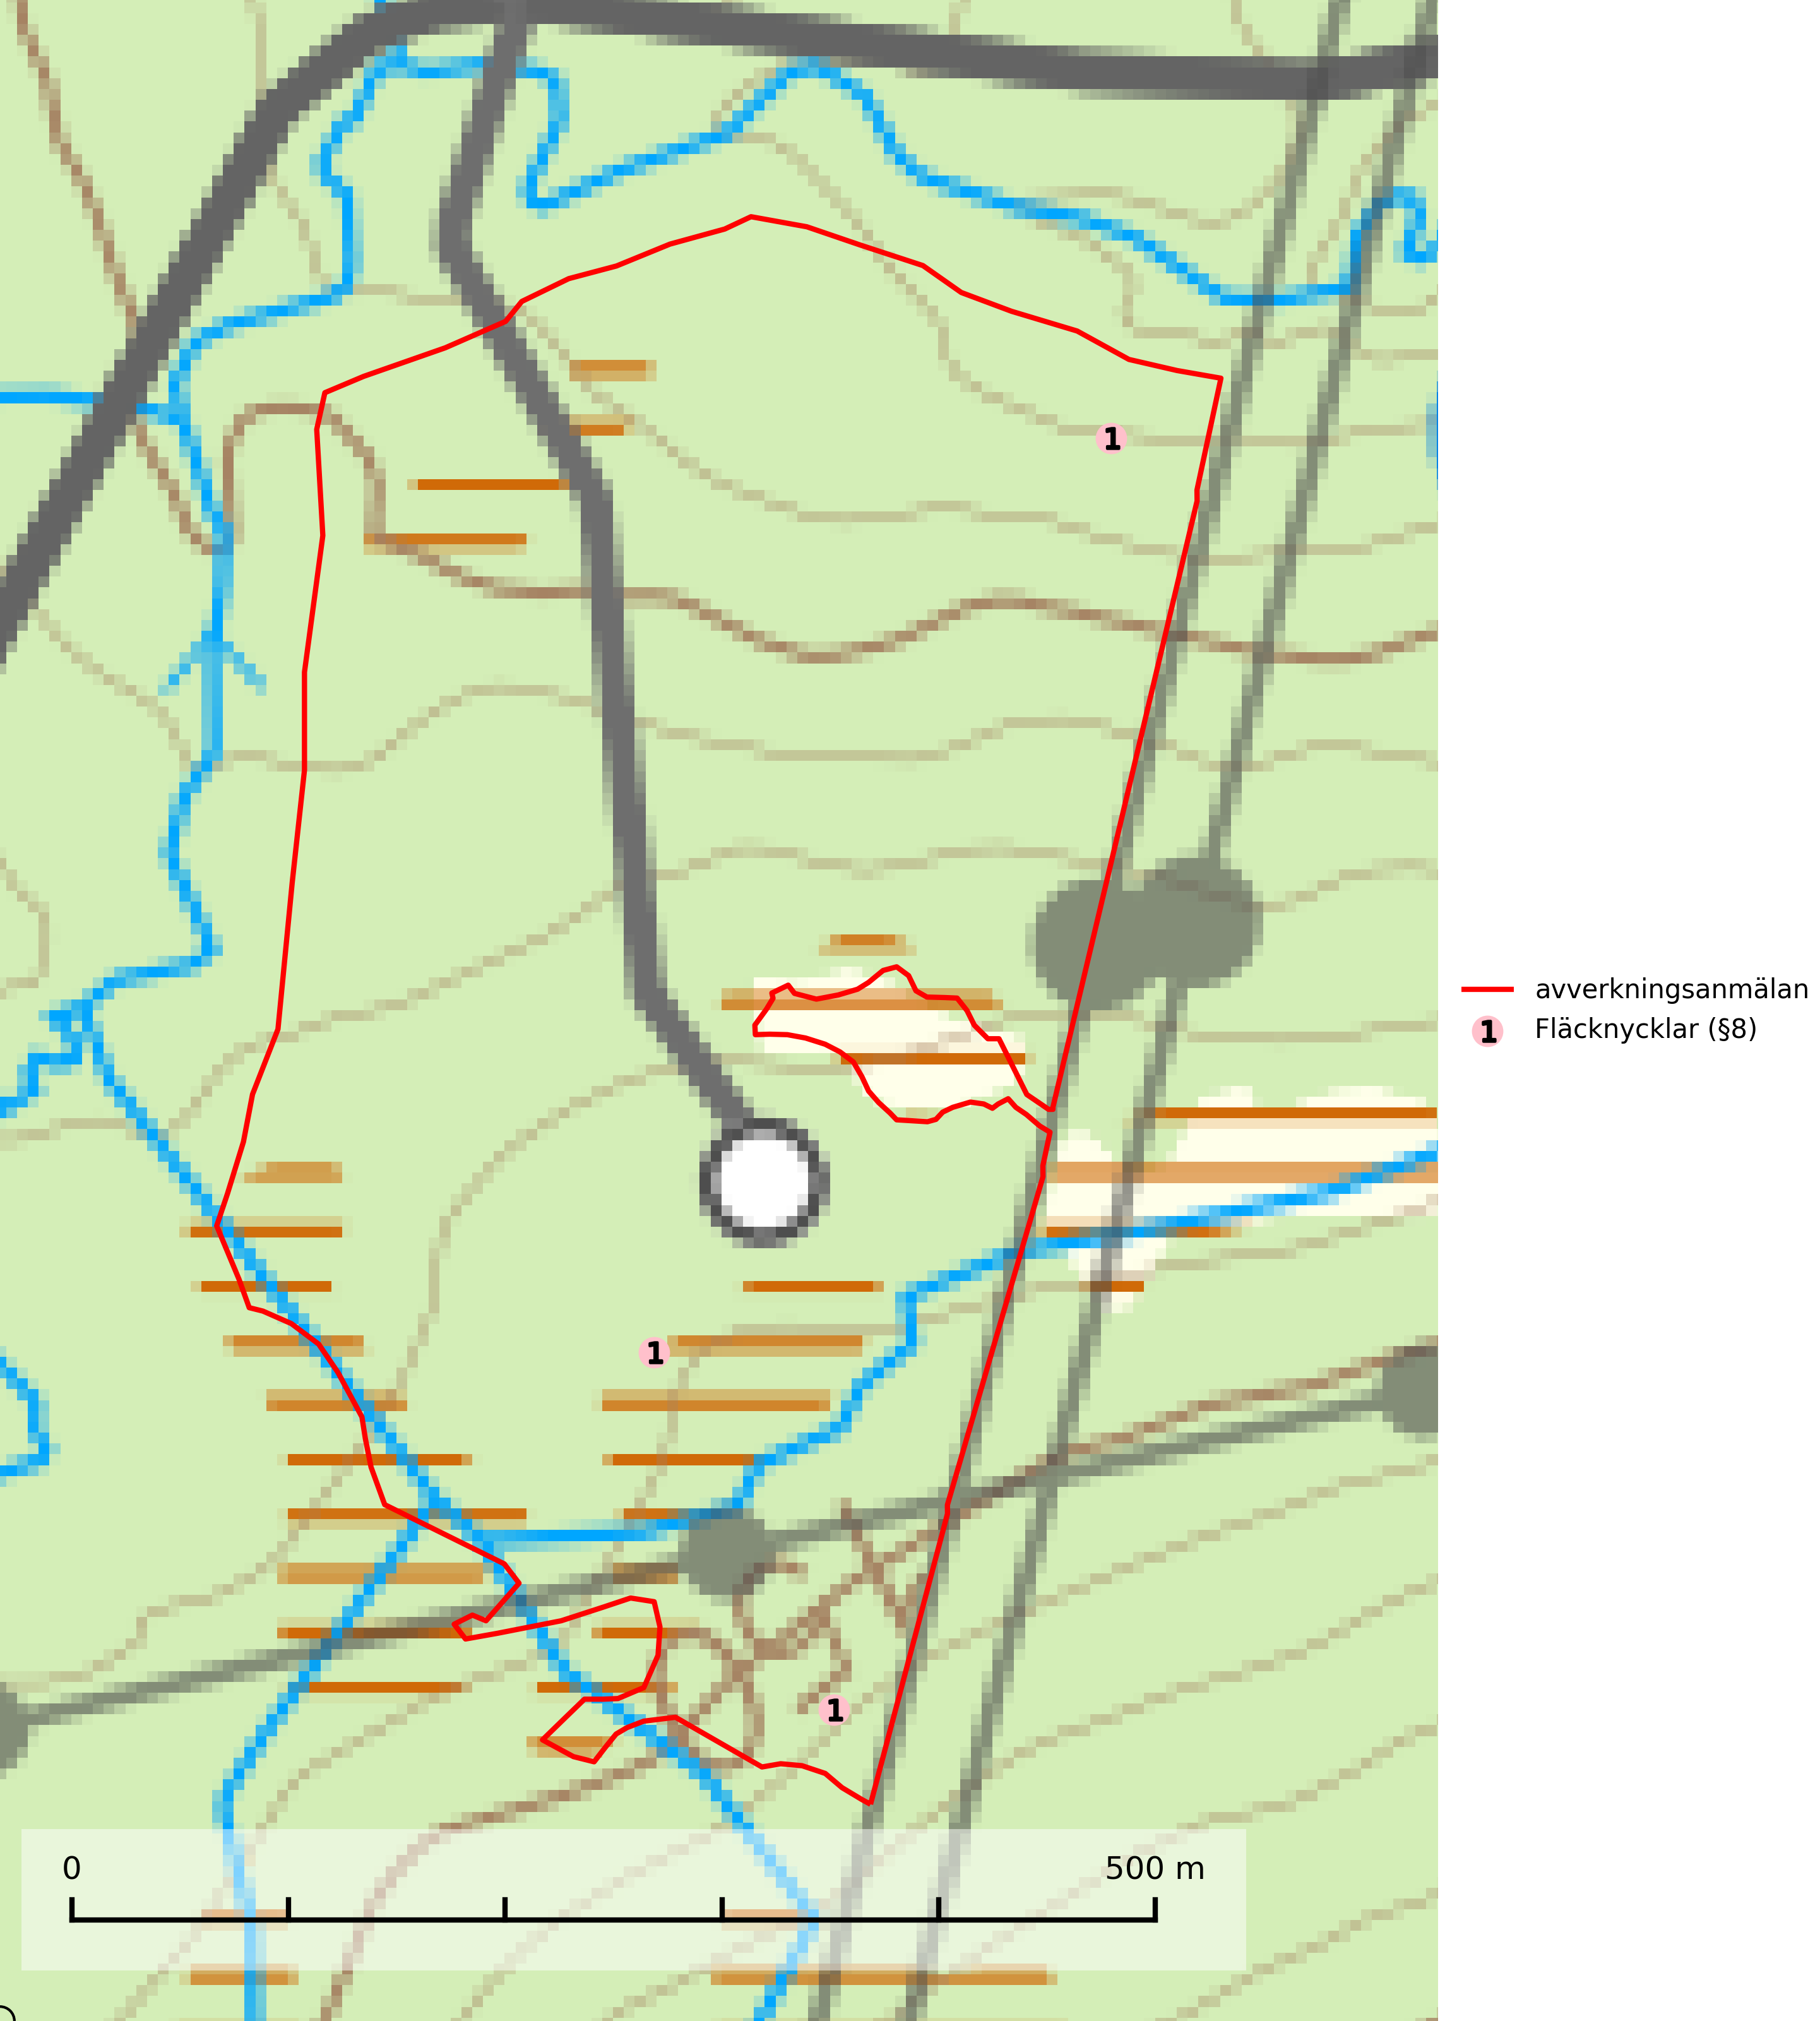 1
1
1
avverkningsanmälan
1 Fläcknycklar (§8)
0 500 m